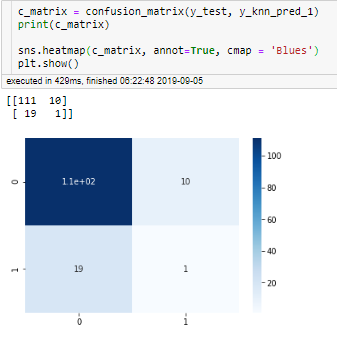 c_matrix = confusion_matrix(y_test, y_knn_pred_1)
print(c_matrix)
sns.heatmap(c_matrix, annot=True, cmap = 'Blues')
plt.show()
executed in 429ms, finished 06:22:48 2019-09-05
[[111  10]
 [ 19   1]]
0 1.1e+02 10
1 19 1
0 1
100
80
60
40
20